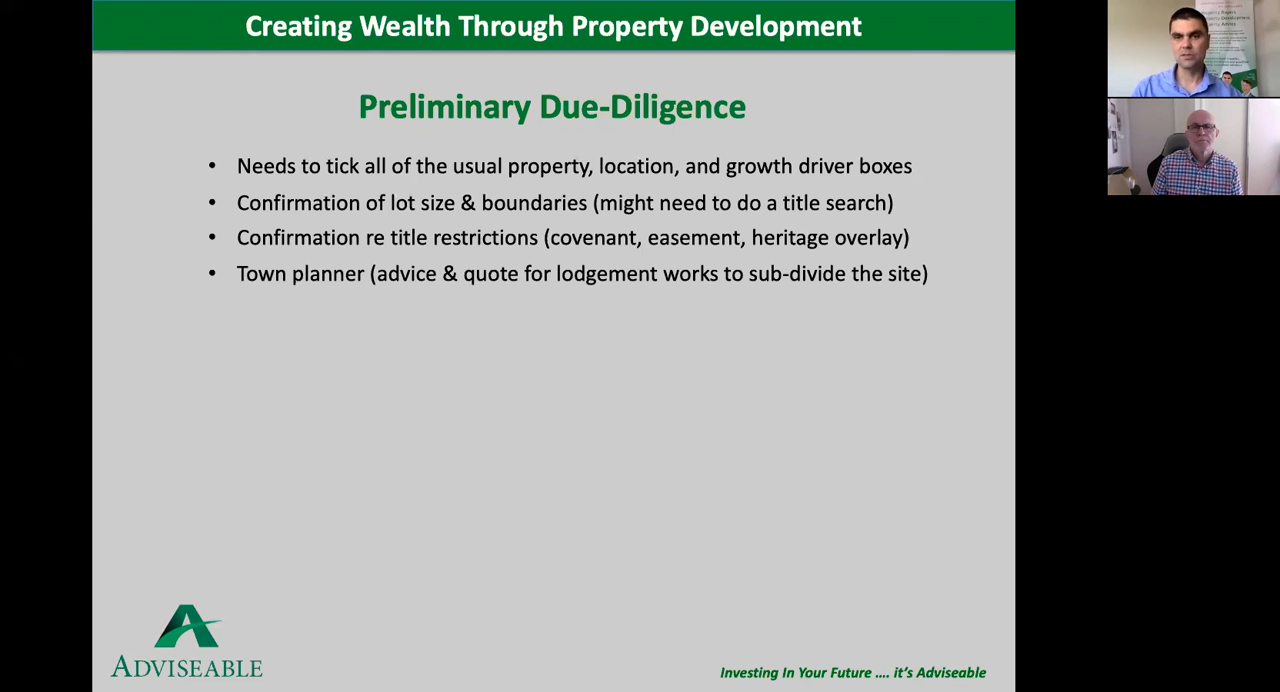 Creating Wealth Through Property Development
Preliminary Due-Diligence
• Needs to tick all of the usual property, location, and growth driver boxes
• Confirmation of lot size & boundaries (might need to do a title search)
• Confirmation re title restrictions (covenant, easement, heritage overlay)
• Town planner (advice & quote for lodgement works to sub-divide the site)
ADVISEABLE
Investing In Your Future .... it's Adviseable